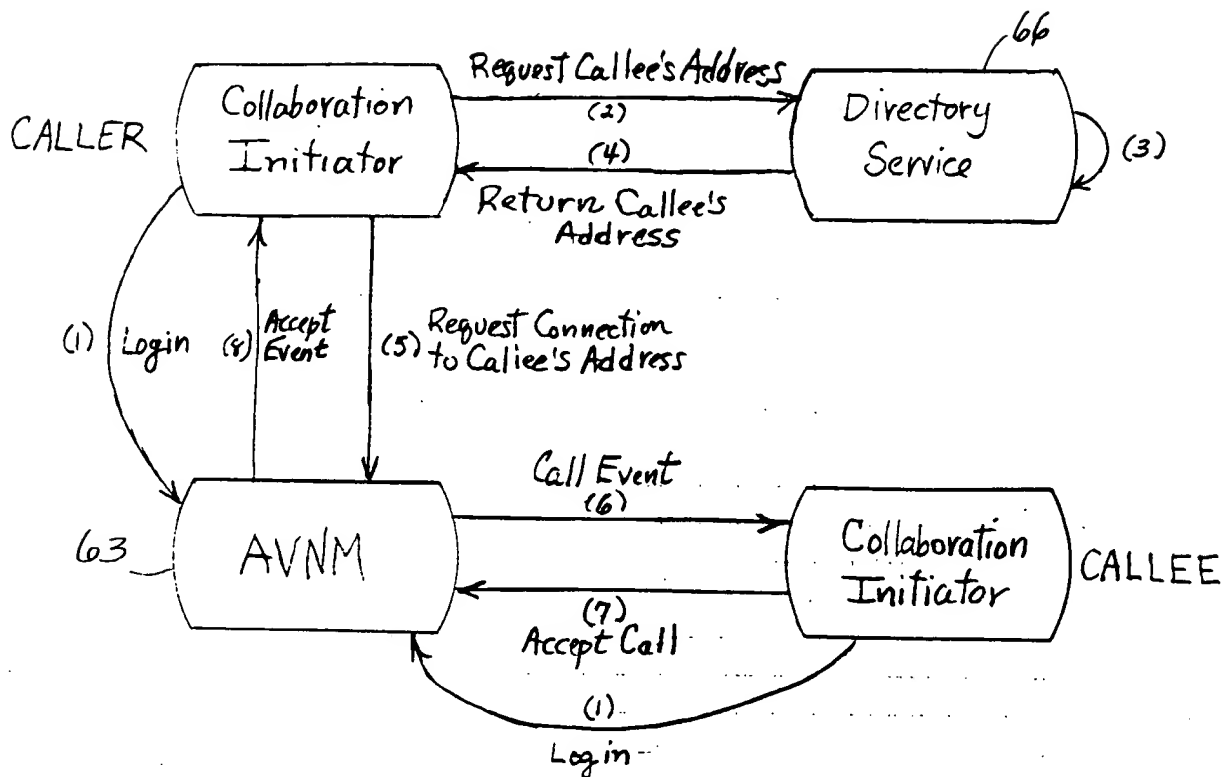 66
Request Callee's Address
(2)
Collaboration
Initiator
CALLER
Directory
Service
(3)
(4)
Return Callee's
Address
(1) Login
(8) Accept
Event
(5) Request Connection
to Callee's Address
Call Event
(6)
63
AVNM
Collaboration
Initiator
CALLEE
(7)
Accept Call
(1)
Login